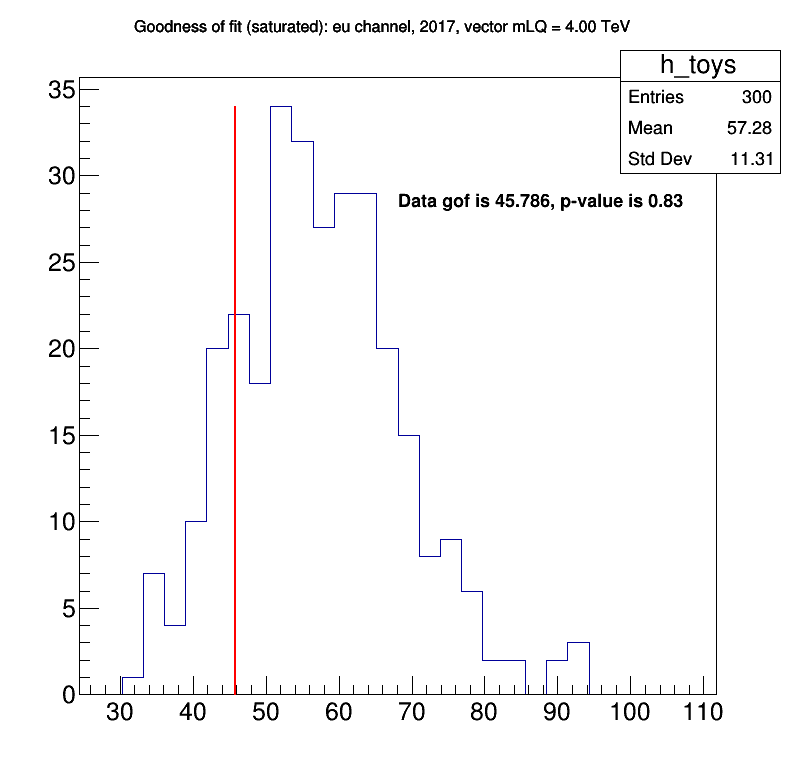 Goodness of fit (saturated): eu channel, 2017, vector mLQ = 4.00 TeV
h_toys
Entries 300
Mean 57.28
Std Dev 11.31
Data gof is 45.786, p-value is 0.83
35
30
25
20
15
10
5
0
30 40 50 60 70 80 90 100 110